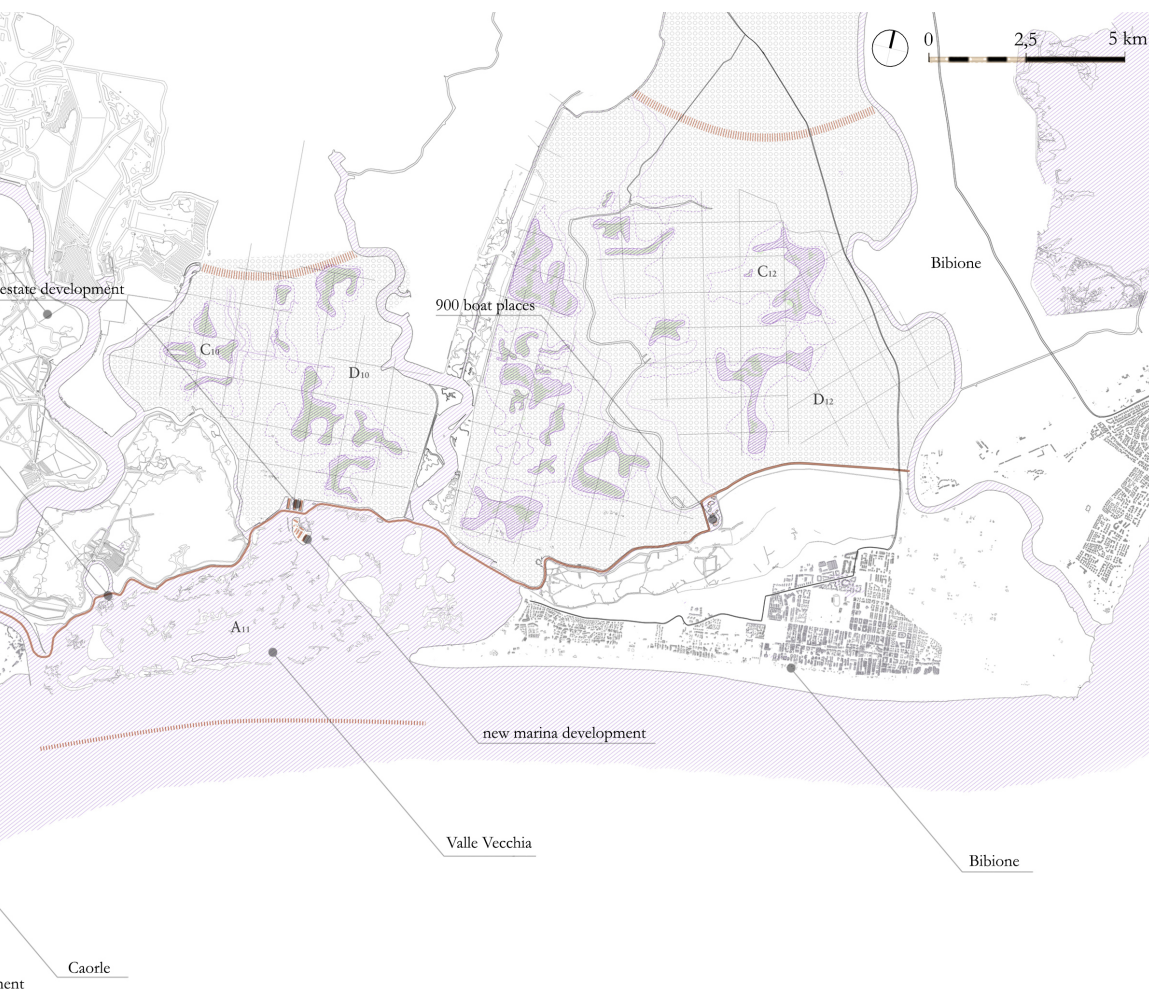 0 2,5 5 km
Bibione
C12
estate development
900 boat places
C10
D10
D12
A11
new marina development
Valle Vecchia
Bibione
Caorle
nent